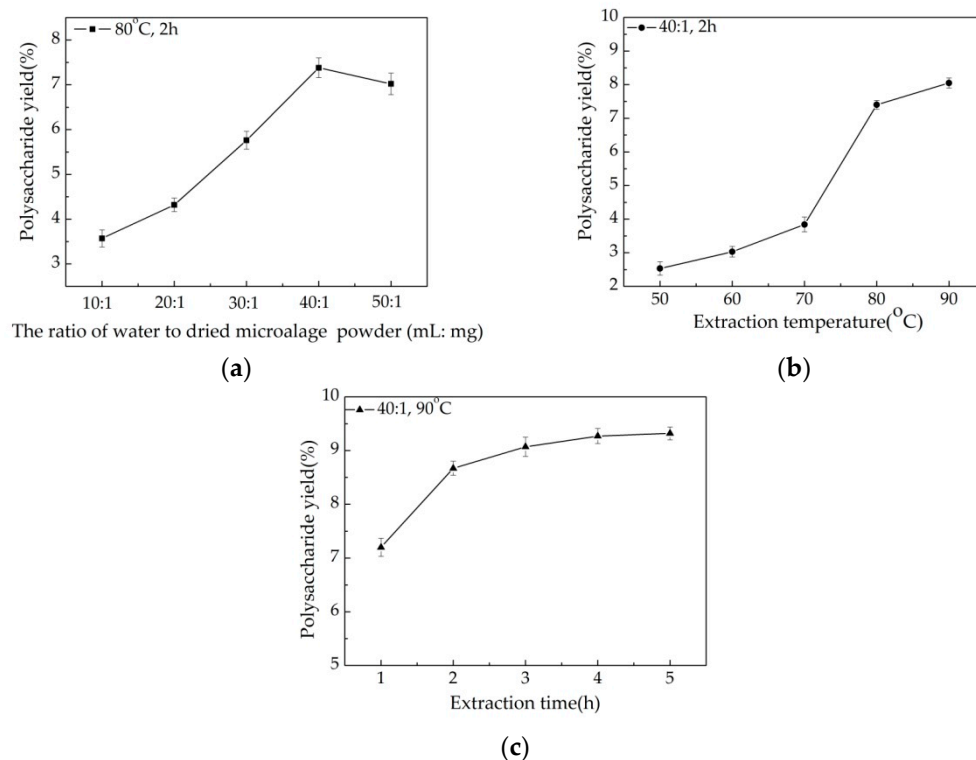 80°C, 2h
8
7
6
5
4
3
Polysaccharide yield(%)
10:1 20:1 30:1 40:1 50:1
The ratio of water to dried microalage powder (mL: mg)
(a)
40:1, 2h
10
9
8
7
6
5
4
3
2
Polysaccharide yield(%)
50 60 70 80 90
Extraction temperature(°C)
(b)
40:1, 90°C
10
9
8
7
6
5
Polysaccharide yield(%)
1 2 3 4 5
Extraction time(h)
(c)